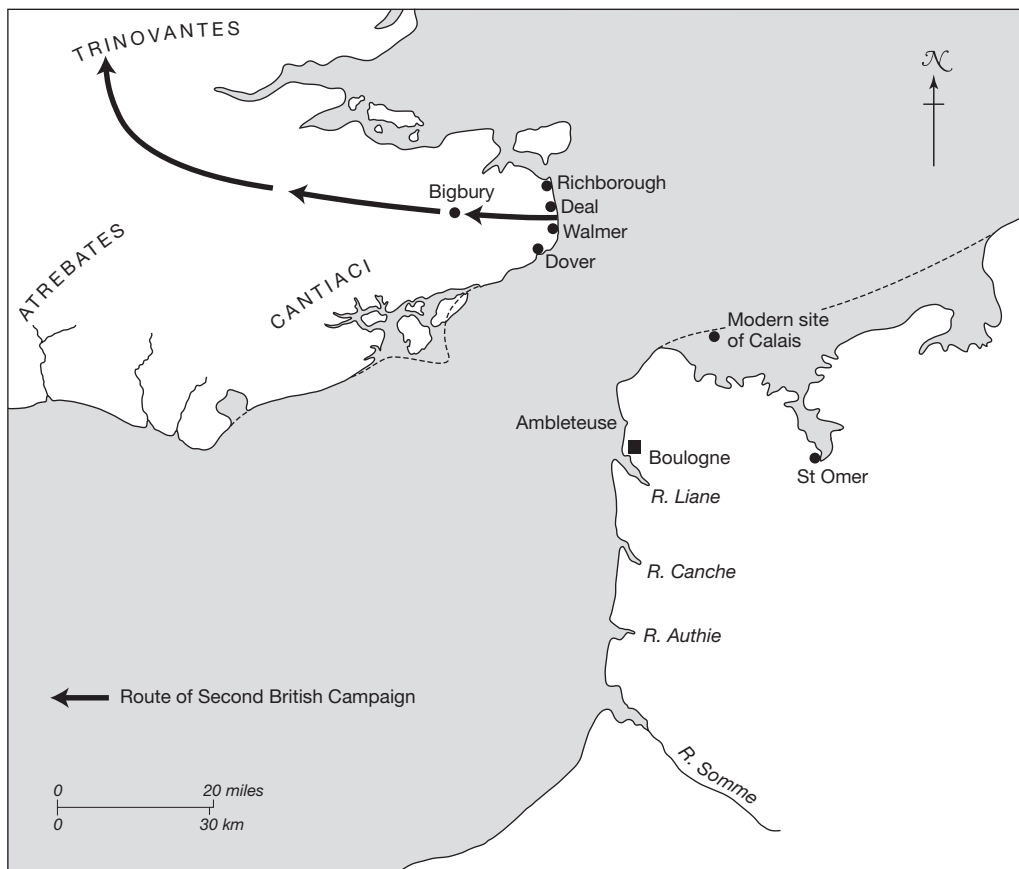 TRINOVANTES
N
Richborough
Bigbury
Deal
Walmer
Dover
ATREBATES
CANTIACI
Modern site
of Calais
Ambleteuse
Boulogne
St Omer
R. Liane
R. Canche
R. Authie
Route of Second British Campaign
R. Somme
0 20 miles
0 30 km